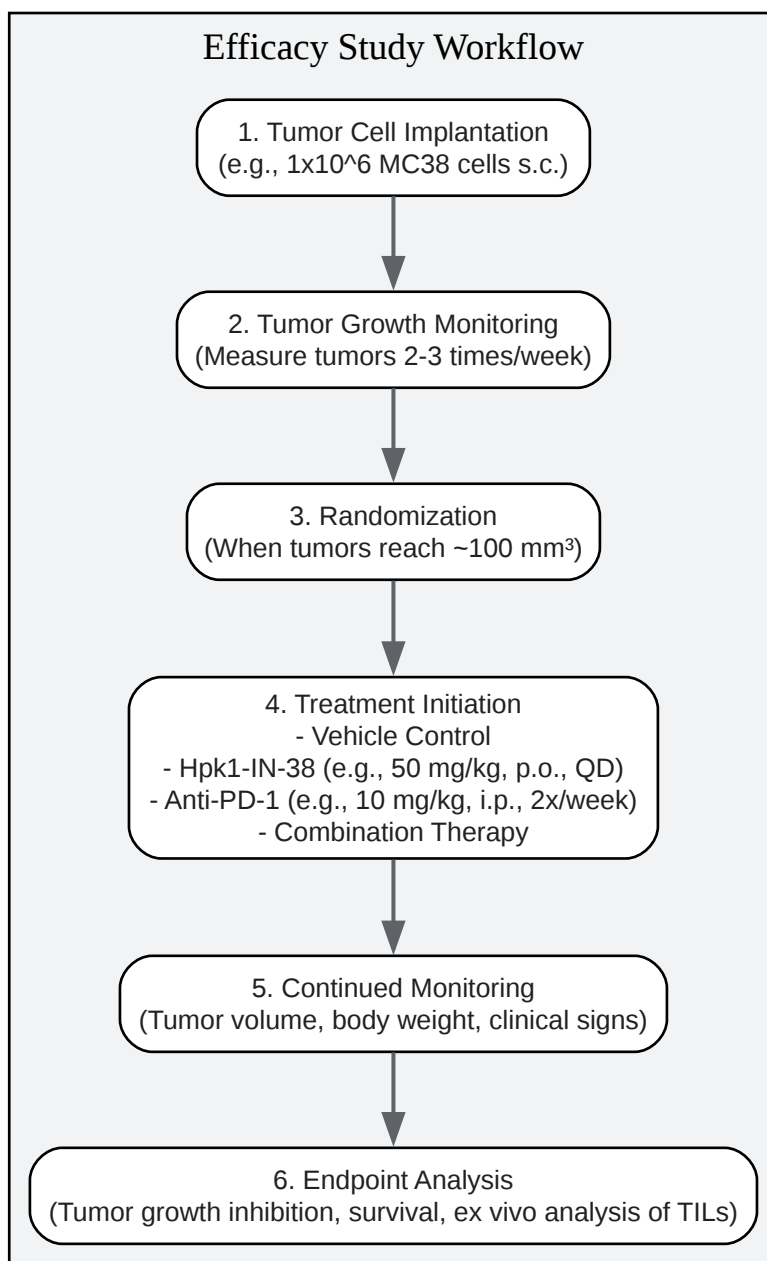 Efficacy Study Workflow
1. Tumor Cell Implantation
(e.g., 1x10^6 MC38 cells s.c.)
2. Tumor Growth Monitoring
(Measure tumors 2-3 times/week)
3. Randomization
(When tumors reach ~100 mm³)
4. Treatment Initiation
- Vehicle Control
- Hpk1-IN-38 (e.g., 50 mg/kg, p.o., QD)
- Anti-PD-1 (e.g., 10 mg/kg, i.p., 2x/week)
- Combination Therapy
5. Continued Monitoring
(Tumor volume, body weight, clinical signs)
6. Endpoint Analysis
(Tumor growth inhibition, survival, ex vivo analysis of TILs)